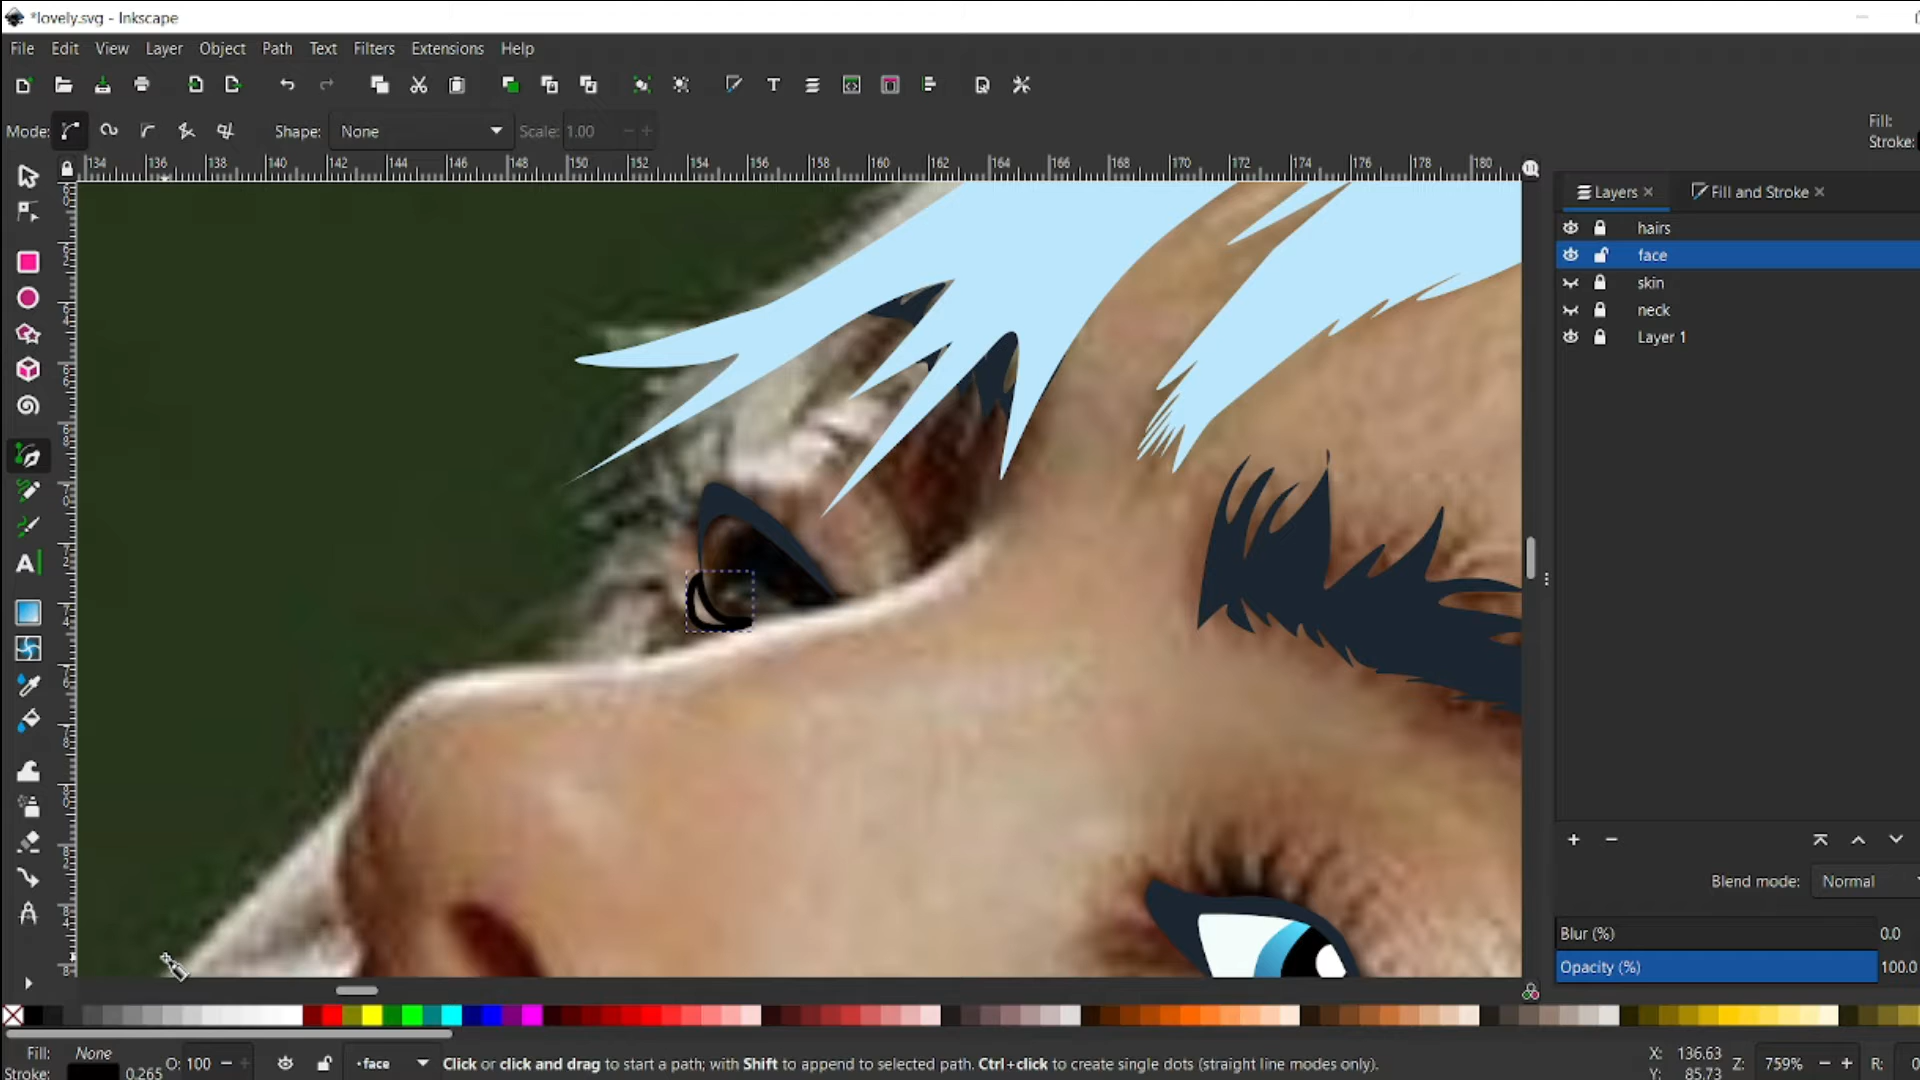 *lovely.svg - Inkscape
File Edit View Layer Object Path Text Filters Extensions Help
Mode: Shape: None Scale: 1.00 − +
Fill:
Stroke:
134 136 138 140 142 144 146 148 150 152 154 156 158 160 162 164 166 168 170 172 174 176 178 180
Layers × Fill and Stroke ×
hairs
face
skin
neck
Layer 1
+ −
Blend mode: Normal
Blur (%) 0.0
Opacity (%) 100.0
Fill: None
Stroke: 0.265
O: 100 − +
•face
Click or click and drag to start a path; with Shift to append to selected path. Ctrl+click to create single dots (straight line modes only).
X: 136.63
Y: 85.73
Z: 759% − + R: